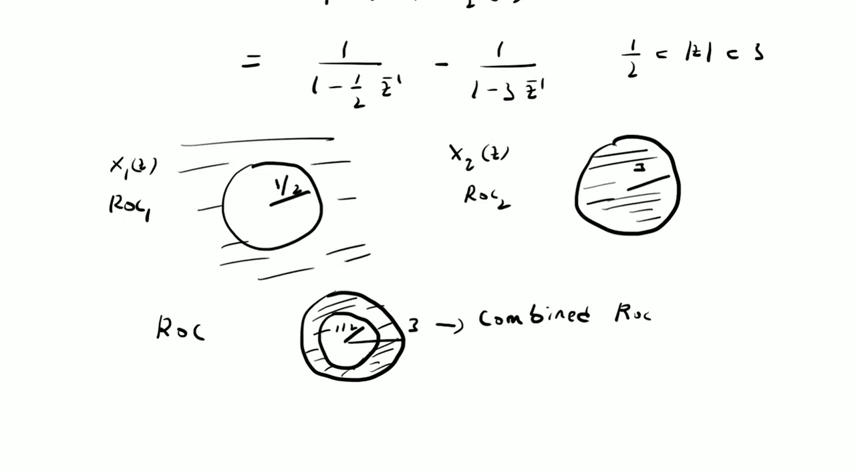 = 1/(1 - 1/2 z⁻¹) - 1/(1 - 3 z⁻¹)   1/2 < |z| < 3
X₁(z)   X₂(z)
ROC₁   1/2   ROC₂   3
ROC   1/2   3 → Combined ROC